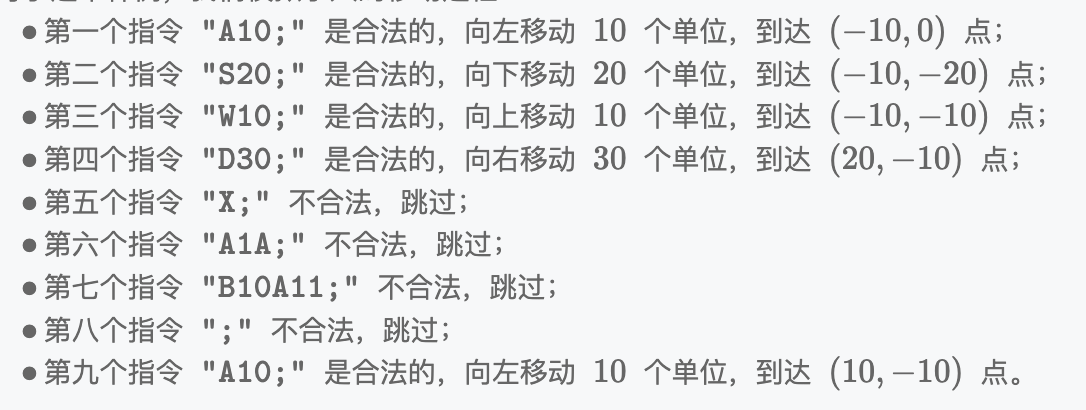 ●第一个指令 "A10;" 是合法的，向左移动 10 个单位，到达 (−10, 0) 点；
●第二个指令 "S20;" 是合法的，向下移动 20 个单位，到达 (−10, −20) 点；
●第三个指令 "W10;" 是合法的，向上移动 10 个单位，到达 (−10, −10) 点；
●第四个指令 "D30;" 是合法的，向右移动 30 个单位，到达 (20, −10) 点；
●第五个指令 "X;" 不合法，跳过；
●第六个指令 "A1A;" 不合法，跳过；
●第七个指令 "B10A11;" 不合法，跳过；
●第八个指令 ";" 不合法，跳过；
●第九个指令 "A10;" 是合法的，向左移动 10 个单位，到达 (10, −10) 点。